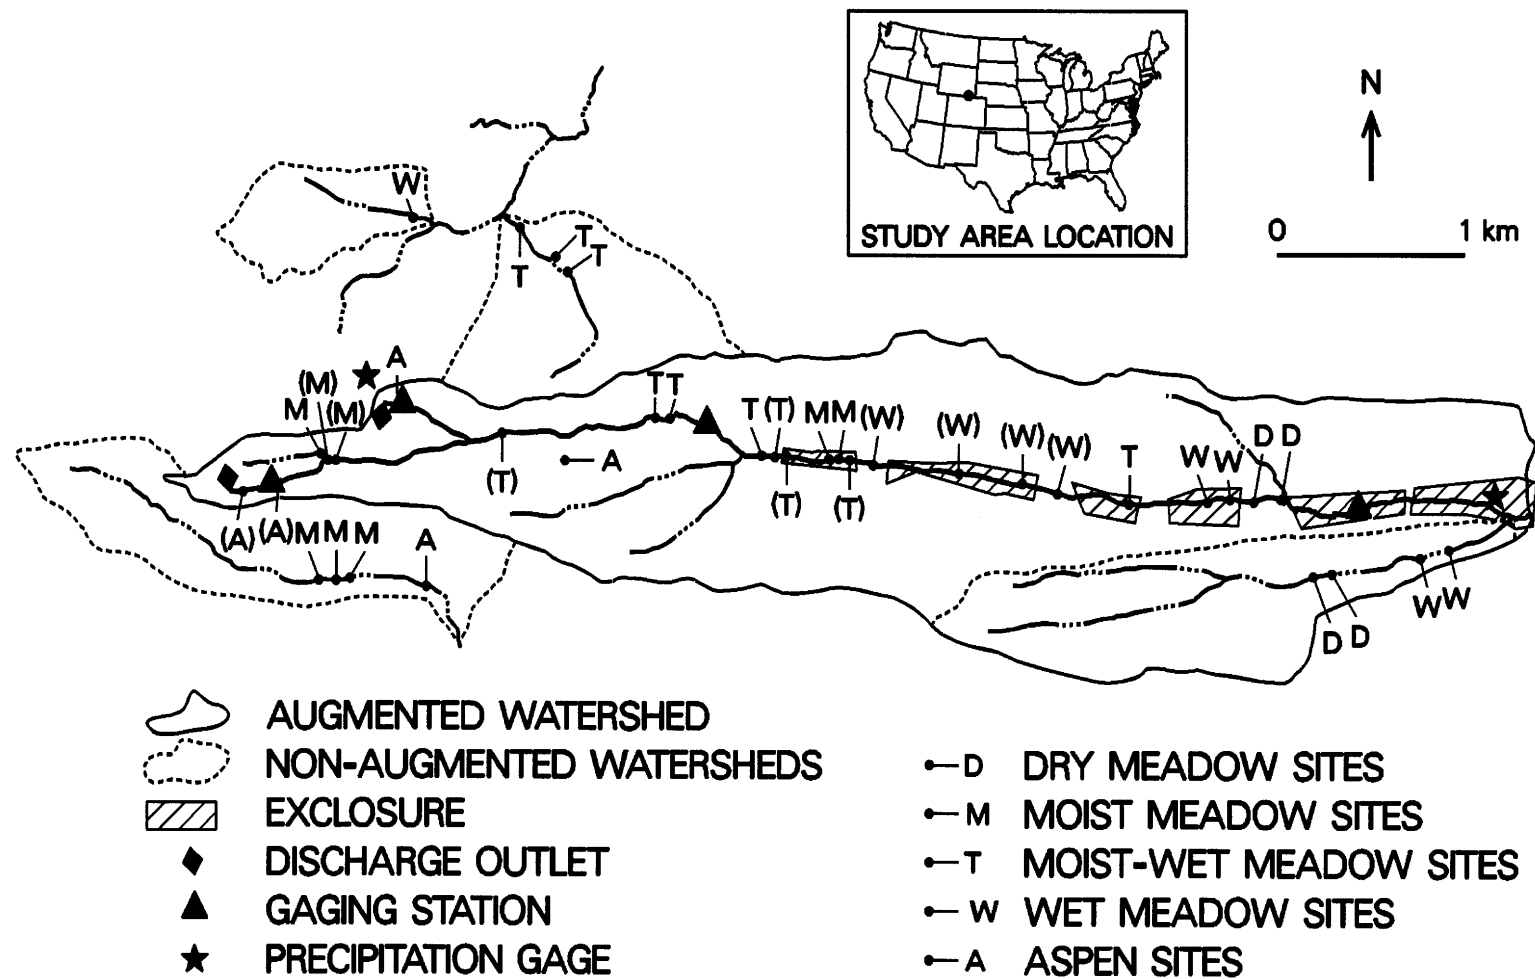 N
0 1 km
STUDY AREA LOCATION
W
T
T
T
A
(M)
M (M)
T T
T (T) M M (W) (W) (W) (W)
T
W W
D D
(T)
A
(T) (T)
(A) (A) M M M
A
W W
D D
AUGMENTED WATERSHED
NON-AUGMENTED WATERSHEDS
EXCLOSURE
DISCHARGE OUTLET
GAGING STATION
PRECIPITATION GAGE
D DRY MEADOW SITES
M MOIST MEADOW SITES
T MOIST-WET MEADOW SITES
W WET MEADOW SITES
A ASPEN SITES